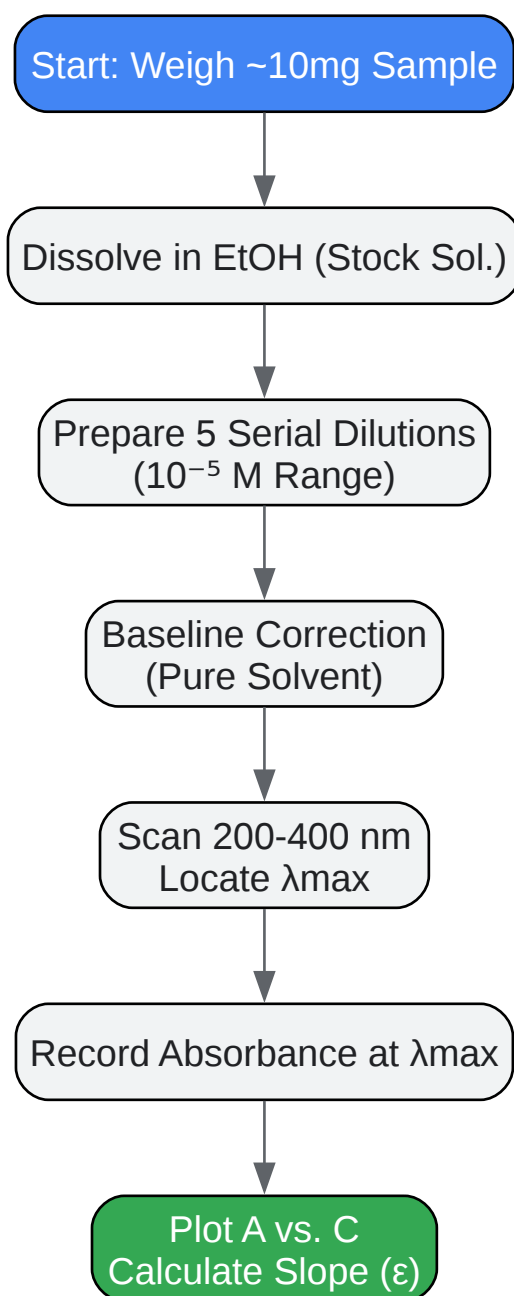 Start: Weigh ~10mg Sample
Dissolve in EtOH (Stock Sol.)
Prepare 5 Serial Dilutions
(10⁻⁵ M Range)
Baseline Correction
(Pure Solvent)
Scan 200-400 nm
Locate λmax
Record Absorbance at λmax
Plot A vs. C
Calculate Slope (ε)